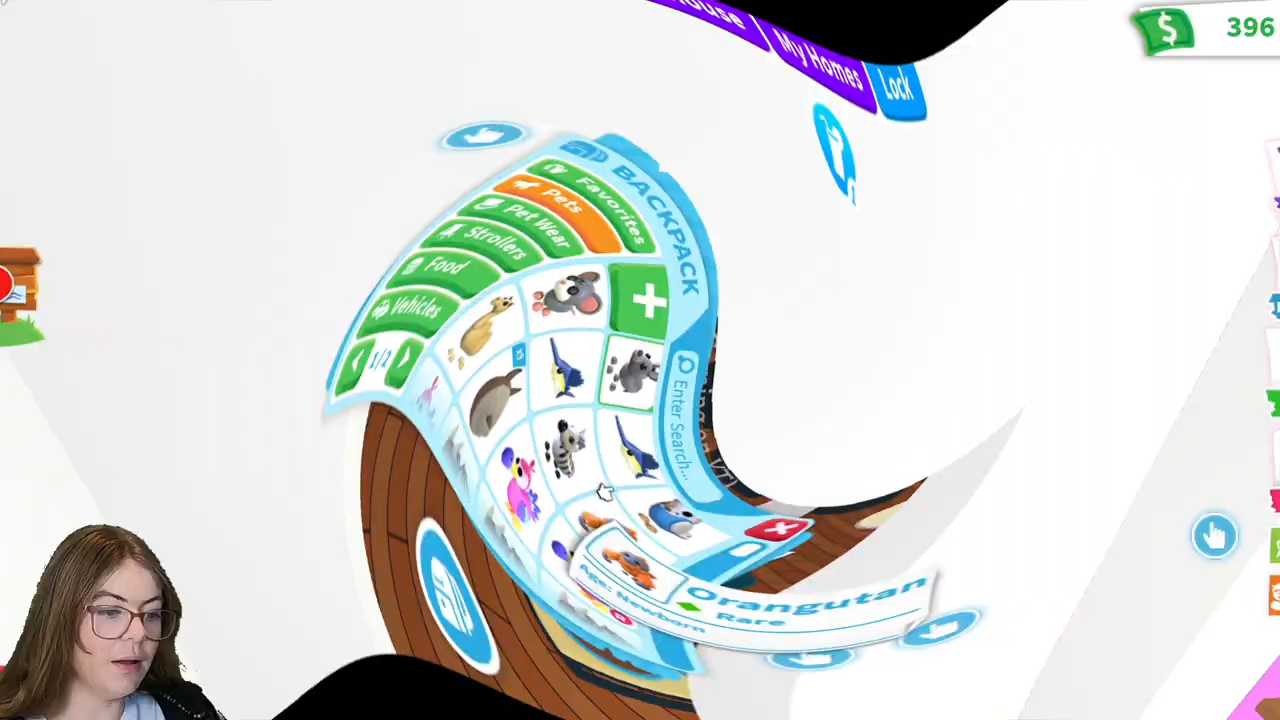 House
My Homes
Lock
396
BACKPACK
Favorites
Pets
Pet Wear
Strollers
Food
Vehicles
1/2
Enter Search...
Orangutan
Rare
Age: Newborn